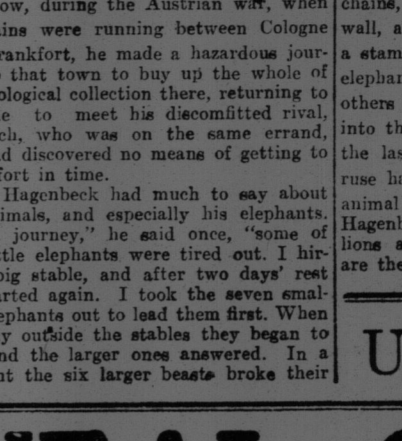 ow, during the Austrian war, when
ins were running between Cologne
rankfort, he made a hazardous jour-
that town to buy up the whole of
ological collection there, returning to
e to meet his discomfitted rival,
ch, who was on the same errand,
d discovered no means of getting to
fort in time.
Hagenbeck had much to say about
imals, and especially his elephants.
journey," he said once, "some of
ttle elephants were tired out. I hir-
big stable, and after two days' rest
arted again. I took the seven smal-
ephants out to lead them first. When
y outside the stables they began to
nd the larger ones answered. In a
nt the six larger beasts broke their
chains,
wall, a
a stam
elephan
others
into th
the las
ruse ha
animal
Hagenb
lions a
are the
U